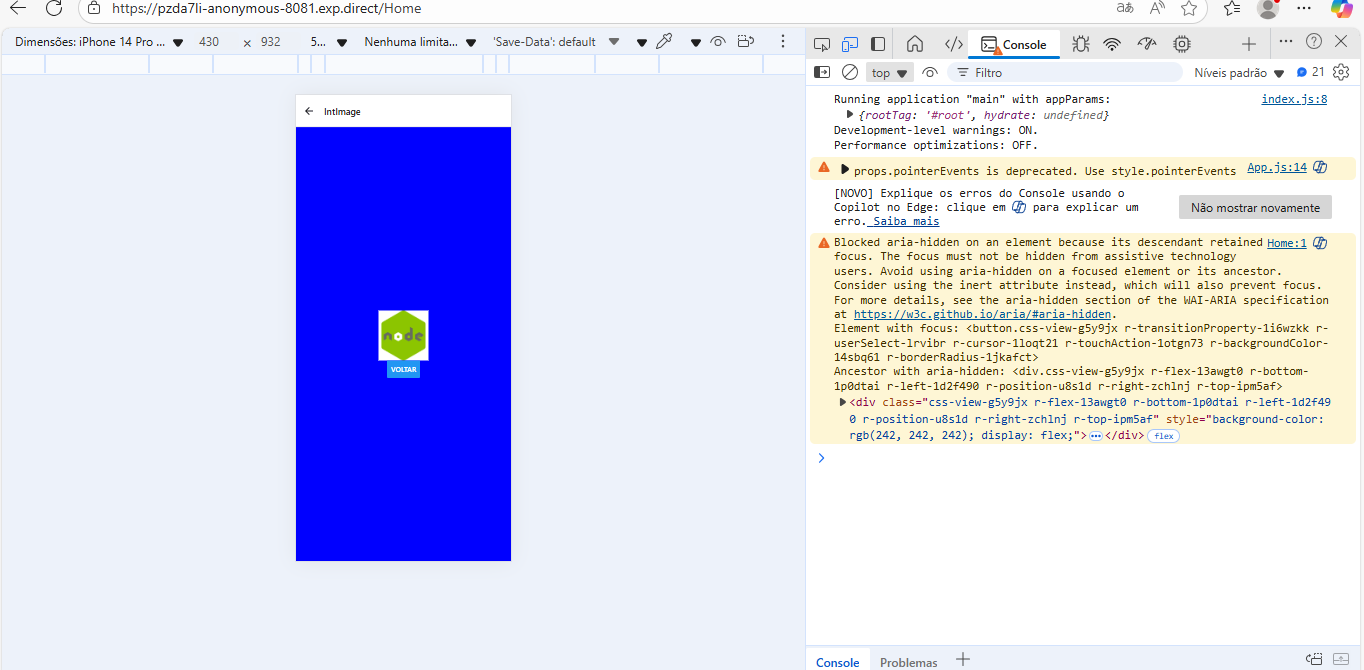 https://pzda7li-anonymous-8081.exp.direct/Home
Dimensões: iPhone 14 Pro ... 430 × 932 5... Nenhuma limita... 'Save-Data': default
Console
top Filtro Níveis padrão 21
IntImage
node
VOLTAR
Running application "main" with appParams: index.js:8
{rootTag: '#root', hydrate: undefined}
Development-level warnings: ON.
Performance optimizations: OFF.
props.pointerEvents is deprecated. Use style.pointerEvents App.js:14
[NOVO] Explique os erros do Console usando o
Copilot no Edge: clique em para explicar um
erro. Saiba mais
Não mostrar novamente
Blocked aria-hidden on an element because its descendant retained Home:1
focus. The focus must not be hidden from assistive technology
users. Avoid using aria-hidden on a focused element or its ancestor.
Consider using the inert attribute instead, which will also prevent focus.
For more details, see the aria-hidden section of the WAI-ARIA specification
at https://w3c.github.io/aria/#aria-hidden.
Element with focus: <button.css-view-g5y9jx r-transitionProperty-1i6wzkk r-
userSelect-lrvibr r-cursor-1loqt21 r-touchAction-1otgn73 r-backgroundColor-
14sbq61 r-borderRadius-1jkafct>
Ancestor with aria-hidden: <div.css-view-g5y9jx r-flex-13awgt0 r-bottom-
1p0dtai r-left-1d2f490 r-position-u8s1d r-right-zchlnj r-top-ipm5af>
<div class="css-view-g5y9jx r-flex-13awgt0 r-bottom-1p0dtai r-left-1d2f49
0 r-position-u8s1d r-right-zchlnj r-top-ipm5af" style="background-color:
rgb(242, 242, 242); display: flex;">…</div> flex
Console Problemas